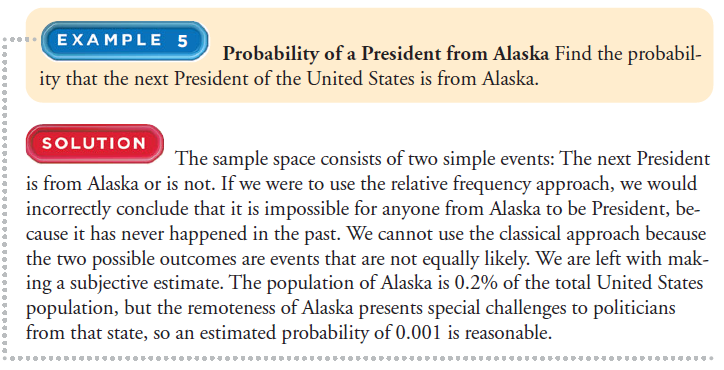 EXAMPLE 5
Probability of a President from Alaska Find the probabil-
ity that the next President of the United States is from Alaska.
SOLUTION
The sample space consists of two simple events: The next President
is from Alaska or is not. If we were to use the relative frequency approach, we would
incorrectly conclude that it is impossible for anyone from Alaska to be President, be-
cause it has never happened in the past. We cannot use the classical approach because
the two possible outcomes are events that are not equally likely. We are left with mak-
ing a subjective estimate. The population of Alaska is 0.2% of the total United States
population, but the remoteness of Alaska presents special challenges to politicians
from that state, so an estimated probability of 0.001 is reasonable.